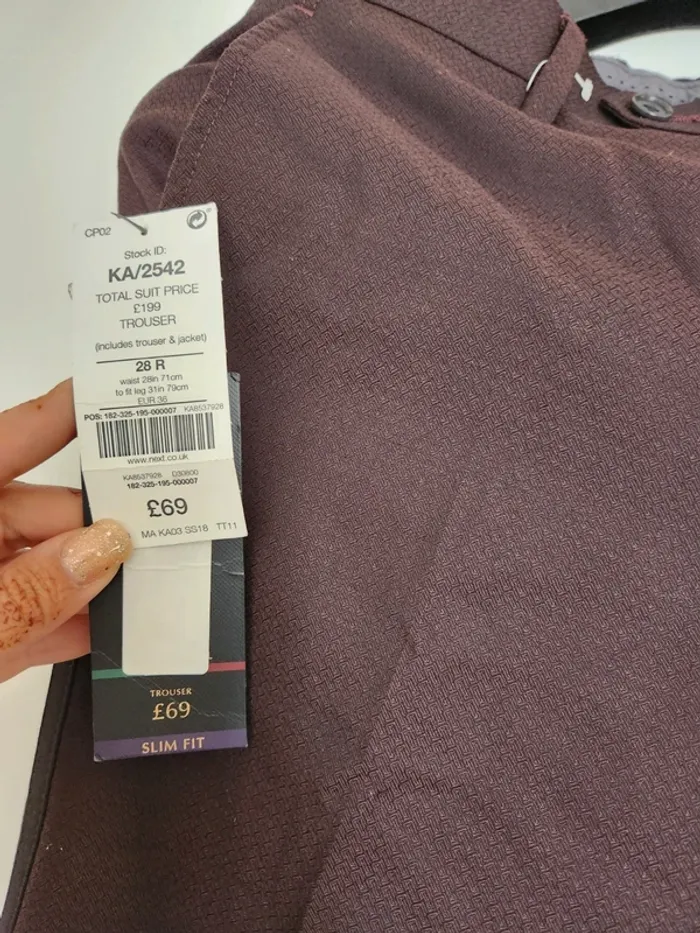 CP02
Stock ID:
KA/2542
TOTAL SUIT PRICE
£199
TROUSER
(includes trouser & jacket)
28 R
waist 28in 71cm
to fit leg 31in 79cm
EUR 36
POS: 182-325-195-000007 KA8537928
www.next.co.uk
KA8537928 D30800
182-325-195-000007
£69
MA KA03 SS18 TT11
TROUSER
£69
SLIM FIT